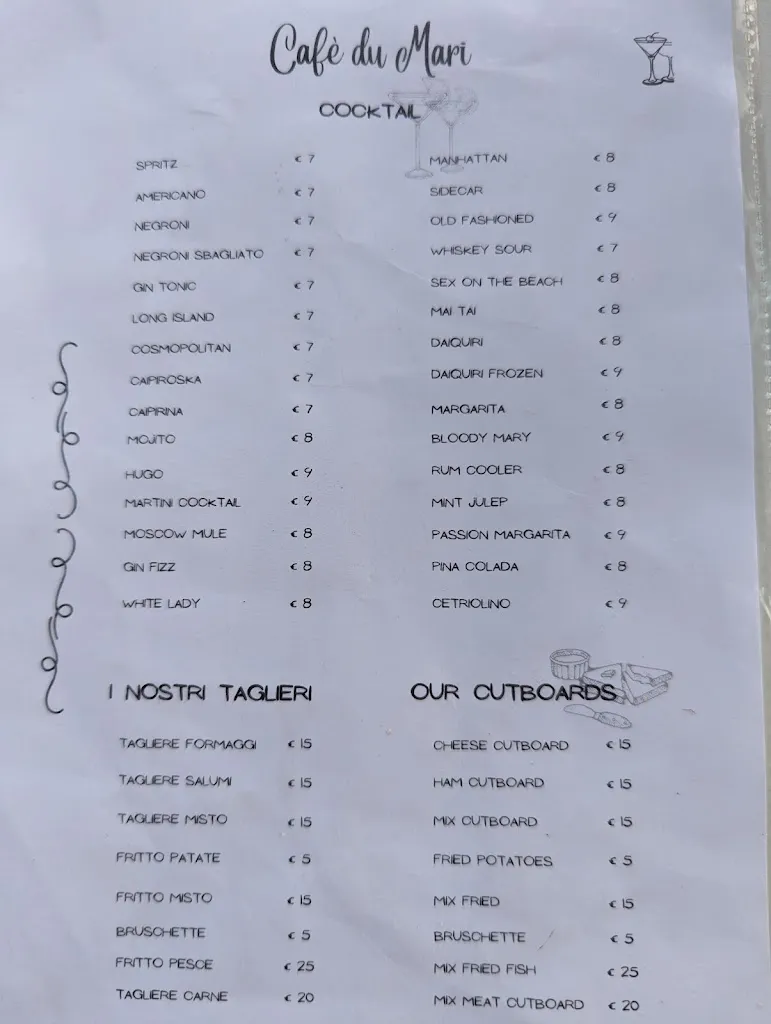 Cafè du Mari
COCKTAIL
SPRITZ € 7
AMERICANO € 7
NEGRONI € 7
NEGRONI SBAGLIATO € 7
GIN TONIC € 7
LONG ISLAND € 7
COSMOPOLITAN € 7
CAIPIROSKA € 7
CAIPIRINA € 7
MOJITO € 8
HUGO € 9
MARTINI COCKTAIL € 9
MOSCOW MULE € 8
GIN FIZZ € 8
WHITE LADY € 8
MANHATTAN € 8
SIDECAR € 8
OLD FASHIONED € 9
WHISKEY SOUR € 7
SEX ON THE BEACH € 8
MAI TAI € 8
DAIQUIRI € 8
DAIQUIRI FROZEN € 9
MARGARITA € 8
BLOODY MARY € 9
RUM COOLER € 8
MINT JULEP € 8
PASSION MARGARITA € 9
PINA COLADA € 8
CETRIOLINO € 9
I NOSTRI TAGLIERI
TAGLIERE FORMAGGI € 15
TAGLIERE SALUMI € 15
TAGLIERE MISTO € 15
FRITTO PATATE € 5
FRITTO MISTO € 15
BRUSCHETTE € 5
FRITTO PESCE € 25
TAGLIERE CARNE € 20
OUR CUTBOARDS
CHEESE CUTBOARD € 15
HAM CUTBOARD € 15
MIX CUTBOARD € 15
FRIED POTATOES € 5
MIX FRIED € 15
BRUSCHETTE € 5
MIX FRIED FISH € 25
MIX MEAT CUTBOARD € 20